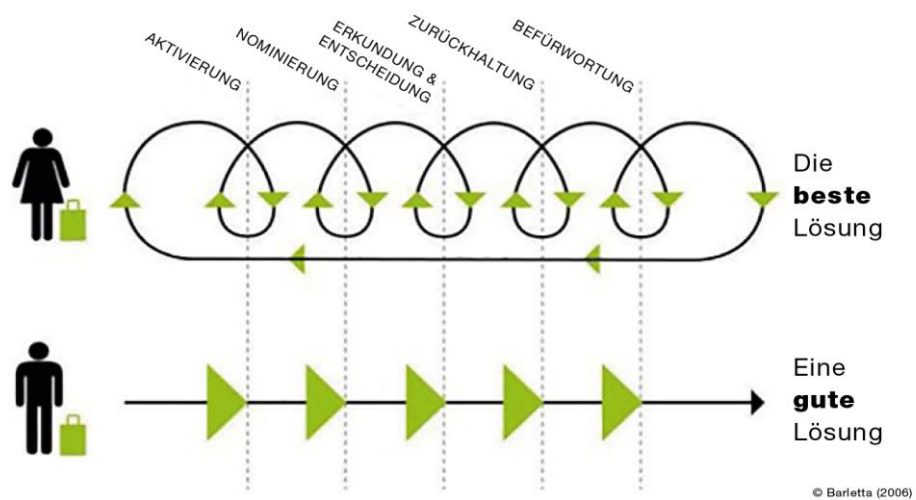 AKTIVIERUNG
NOMINIERUNG
ERKUNDUNG &
ENTSCHEIDUNG
ZURÜCKHALTUNG
BEFÜRWORTUNG
Die
beste
Lösung
Eine
gute
Lösung
© Barletta (2006)